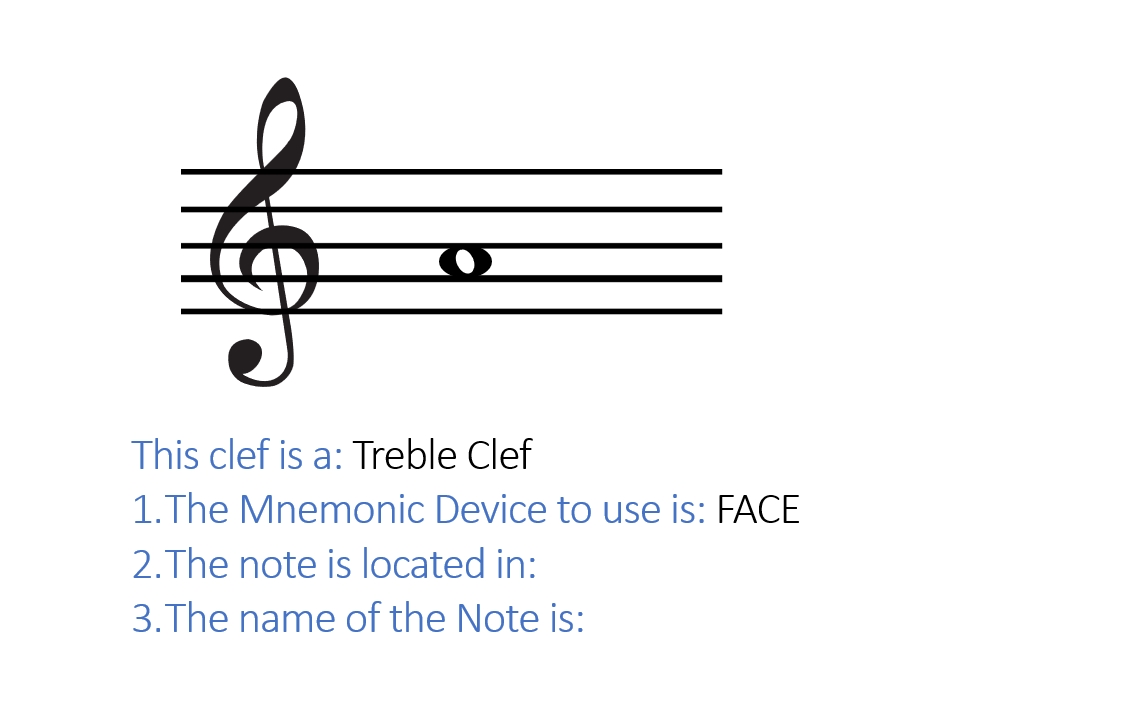 This clef is a: Treble Clef
1.The Mnemonic Device to use is: FACE
2.The note is located in:
3.The name of the Note is: